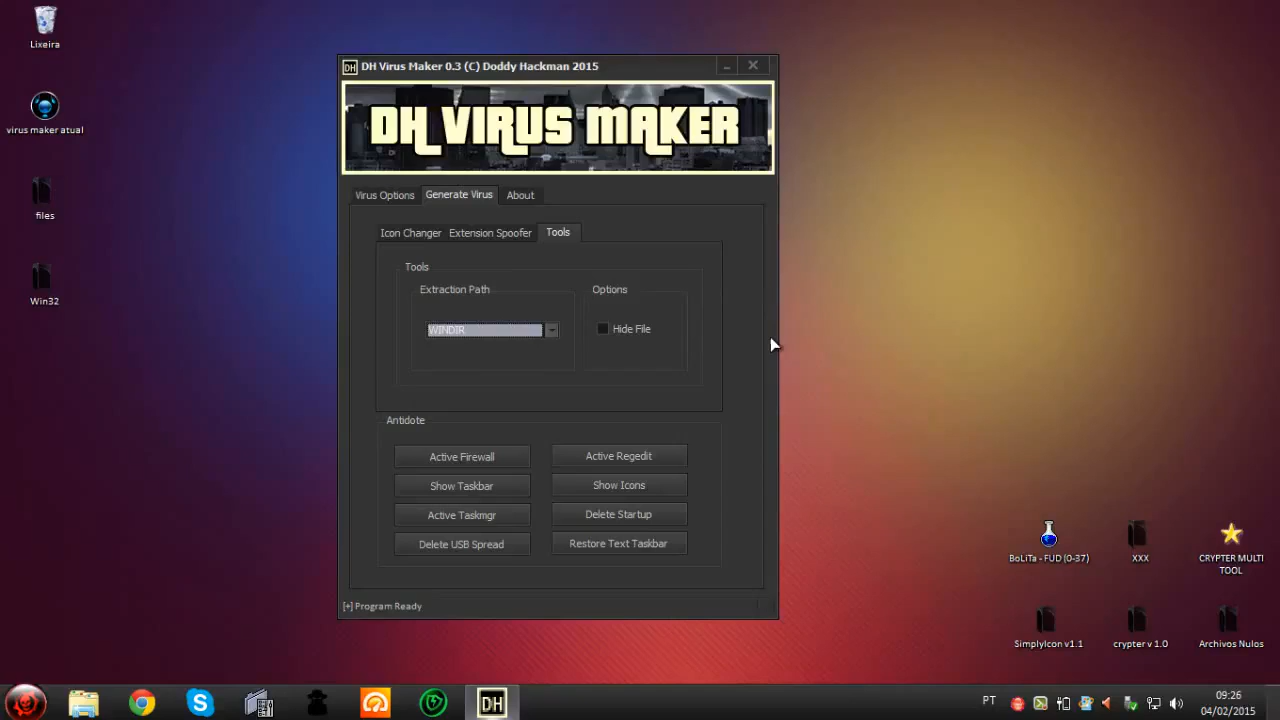 Lixeira
virus maker atual
files
Win32
DH Virus Maker 0.3 (C) Doddy Hackman 2015
DH VIRUS MAKER
Virus Options Generate Virus About
Icon Changer Extension Spoofer Tools
Tools
Extraction Path Options
WINDIR Hide File
Antidote
Active Firewall Active Regedit
Show Taskbar Show Icons
Active Taskmgr Delete Startup
Delete USB Spread Restore Text Taskbar
[+] Program Ready
BoLiTa - FUD (0-37) XXX CRYPTER MULTI
TOOL
SimplyIcon v1.1 crypter v 1.0 Archivos Nulos
DH
PT
09:26
04/02/2015